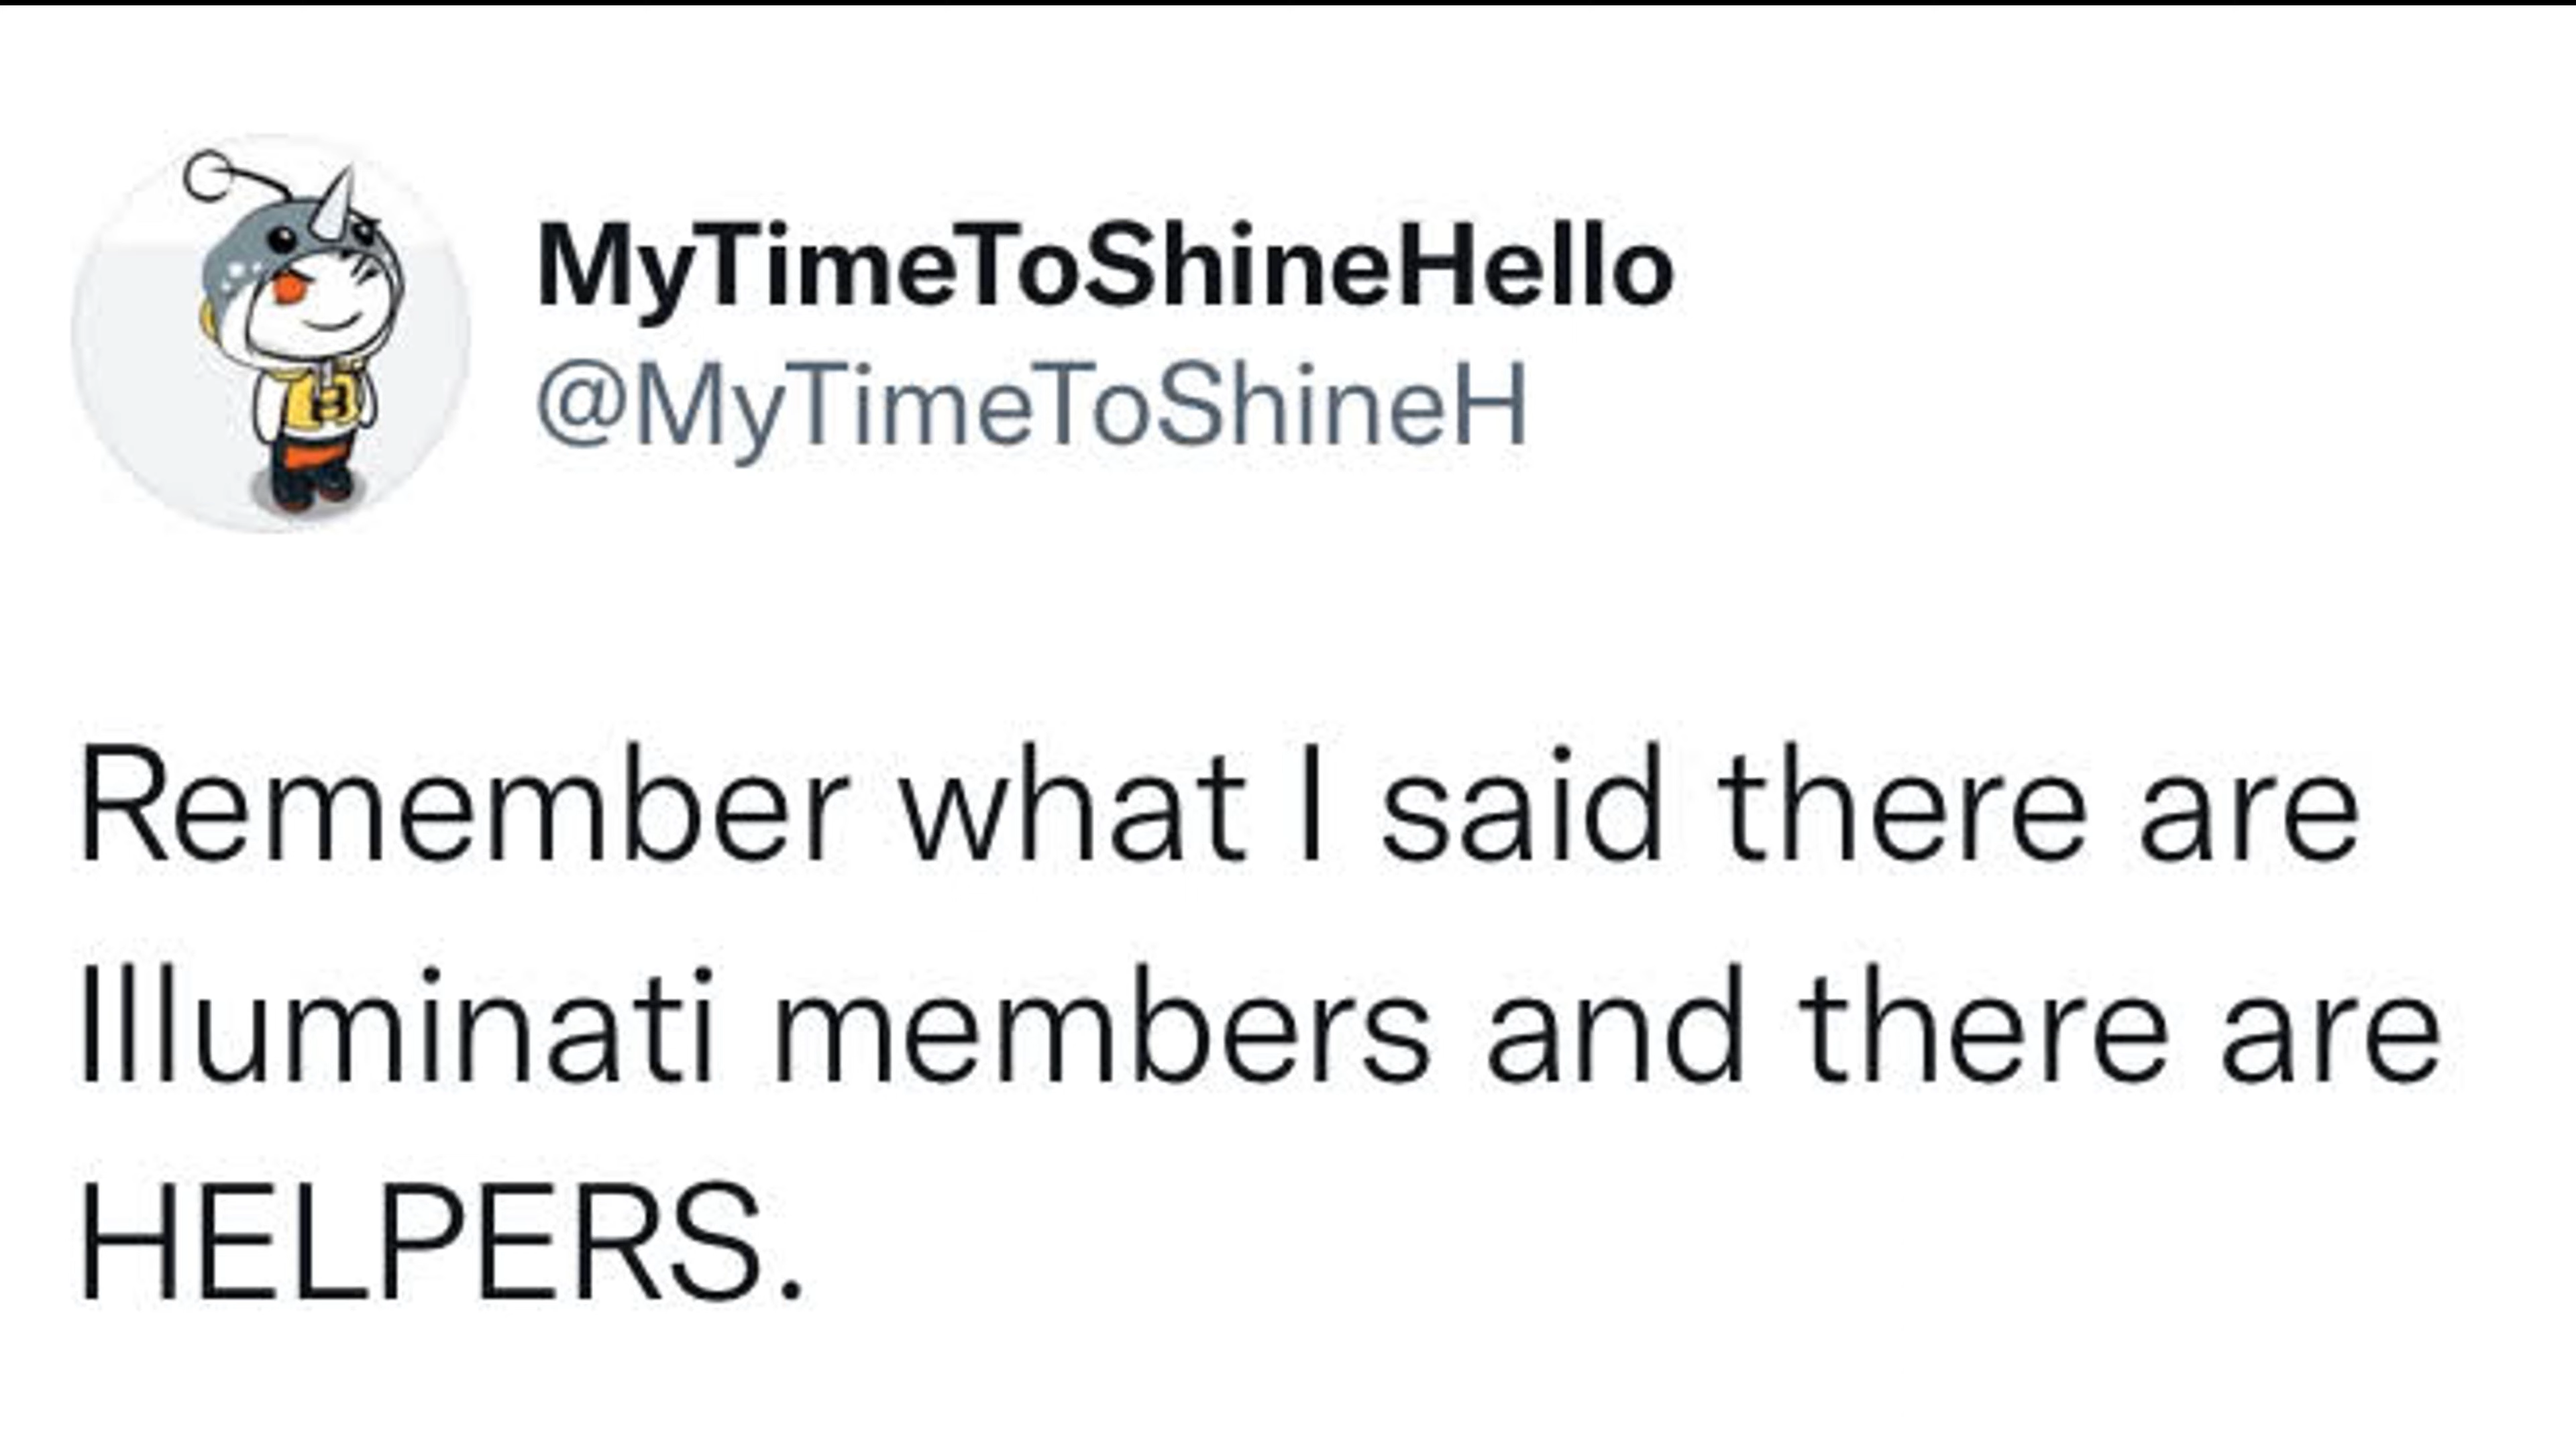 MyTimeToShineHello
@MyTimeToShineH
Remember what I said there are
Illuminati members and there are
HELPERS.